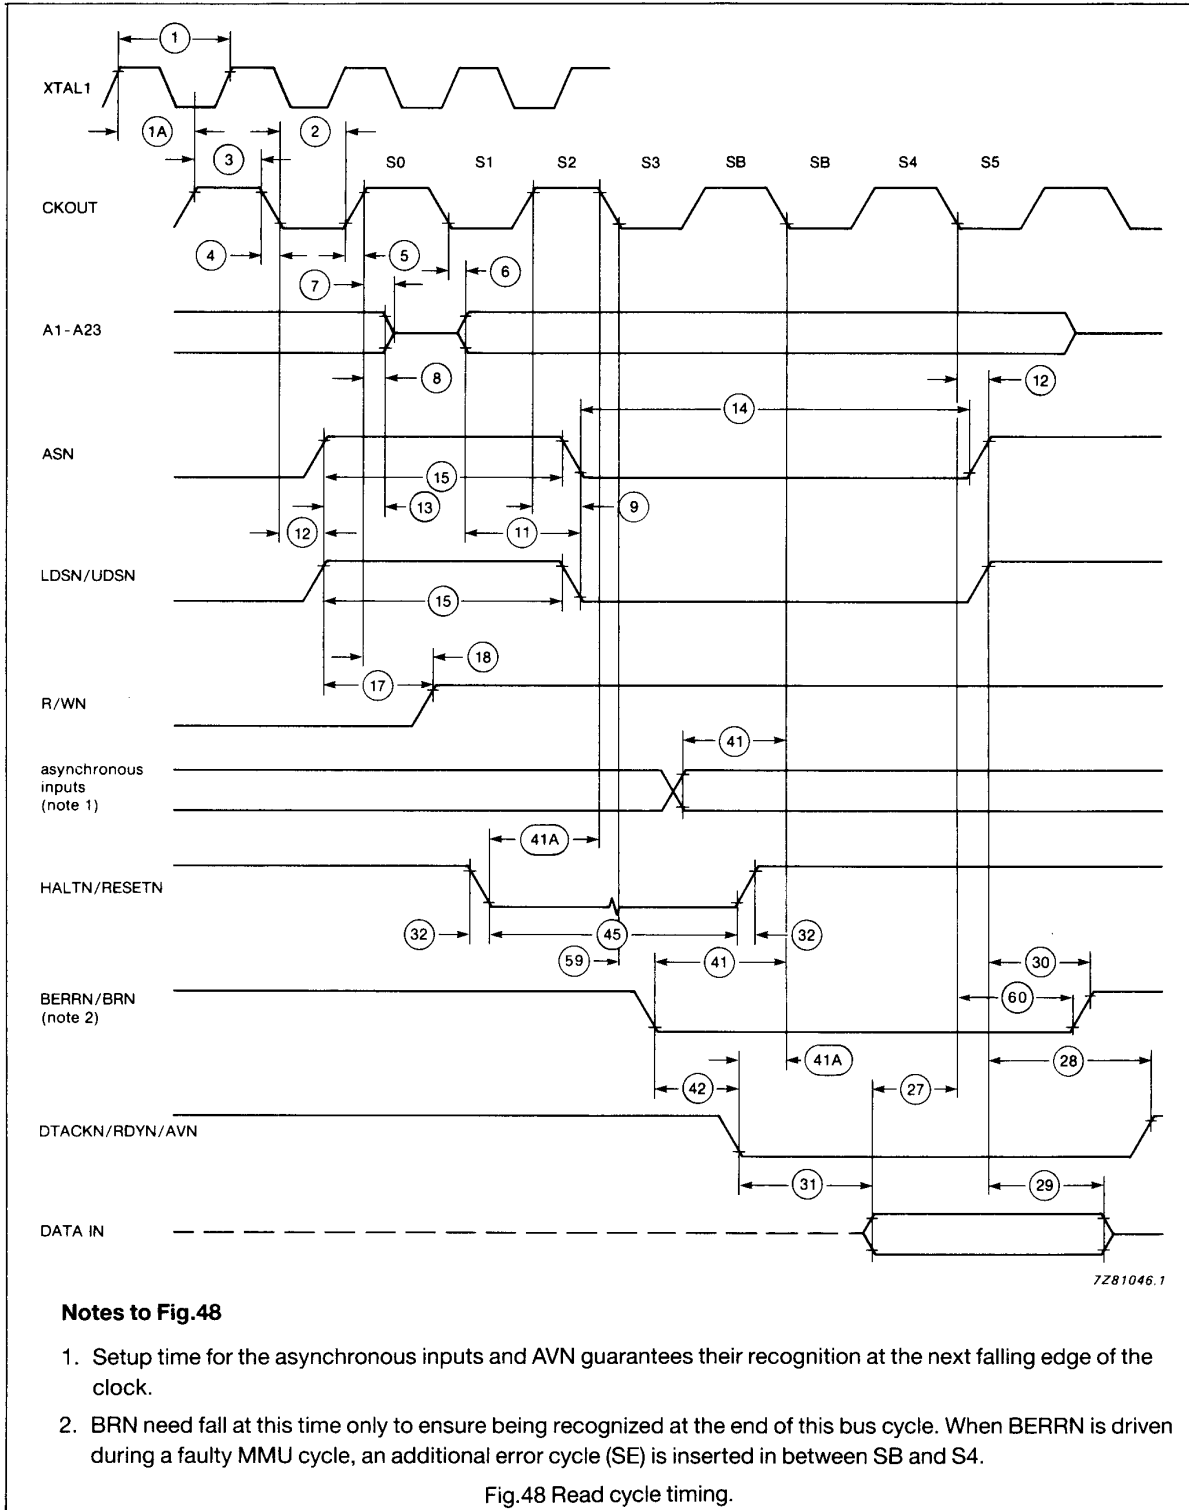 1
XTAL1
1A
2
3
S0 S1 S2 S3 SB SB S4 S5
CKOUT
4
5
6
7
A1-A23
8
12
14
ASN
15
13
9
12
11
LDSN/UDSN
15
18
17
R/WN
41
asynchronous
inputs
(note 1)
41A
HALTN/RESETN
32
45
32
59
41
30
BERRN/BRN
(note 2)
60
41A
28
42
27
DTACKN/RDYN/AVN
31
29
DATA IN
7Z81046.1
Notes to Fig.48
1. Setup time for the asynchronous inputs and AVN guarantees their recognition at the next falling edge of the
clock.
2. BRN need fall at this time only to ensure being recognized at the end of this bus cycle. When BERRN is driven
during a faulty MMU cycle, an additional error cycle (SE) is inserted in between SB and S4.
Fig.48 Read cycle timing.